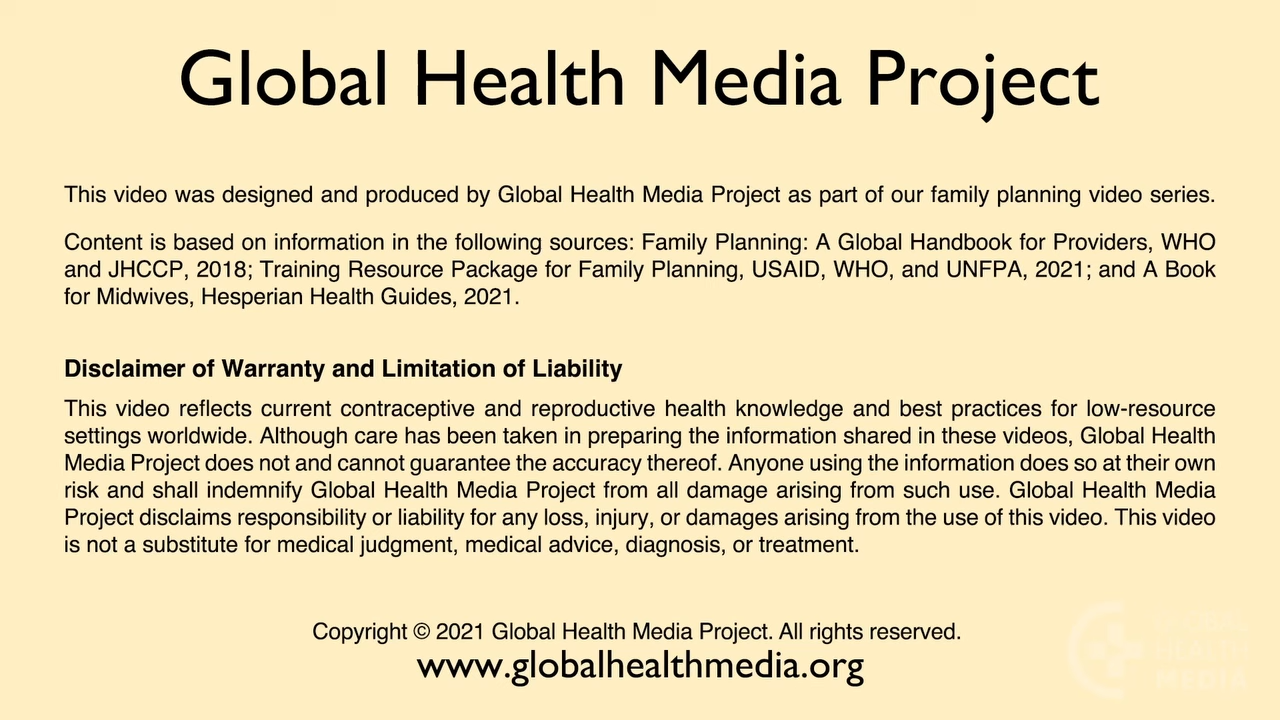 Global Health Media Project
This video was designed and produced by Global Health Media Project as part of our family planning video series.
Content is based on information in the following sources: Family Planning: A Global Handbook for Providers, WHO
and JHCCP, 2018; Training Resource Package for Family Planning, USAID, WHO, and UNFPA, 2021; and A Book
for Midwives, Hesperian Health Guides, 2021.
Disclaimer of Warranty and Limitation of Liability
This video reflects current contraceptive and reproductive health knowledge and best practices for low-resource
settings worldwide. Although care has been taken in preparing the information shared in these videos, Global Health
Media Project does not and cannot guarantee the accuracy thereof. Anyone using the information does so at their own
risk and shall indemnify Global Health Media Project from all damage arising from such use. Global Health Media
Project disclaims responsibility or liability for any loss, injury, or damages arising from the use of this video. This video
is not a substitute for medical judgment, medical advice, diagnosis, or treatment.
Copyright © 2021 Global Health Media Project. All rights reserved.
www.globalhealthmedia.org
GLOBAL
HEALTH
MEDIA